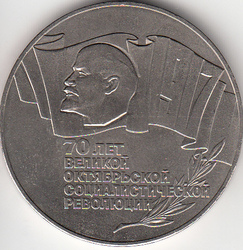 1917
70 ЛЕТ
ВЕЛИКОЙ
ОКТЯБРЬСКОЙ
СОЦИАЛИСТИЧЕСКОЙ
РЕВОЛЮЦИИ